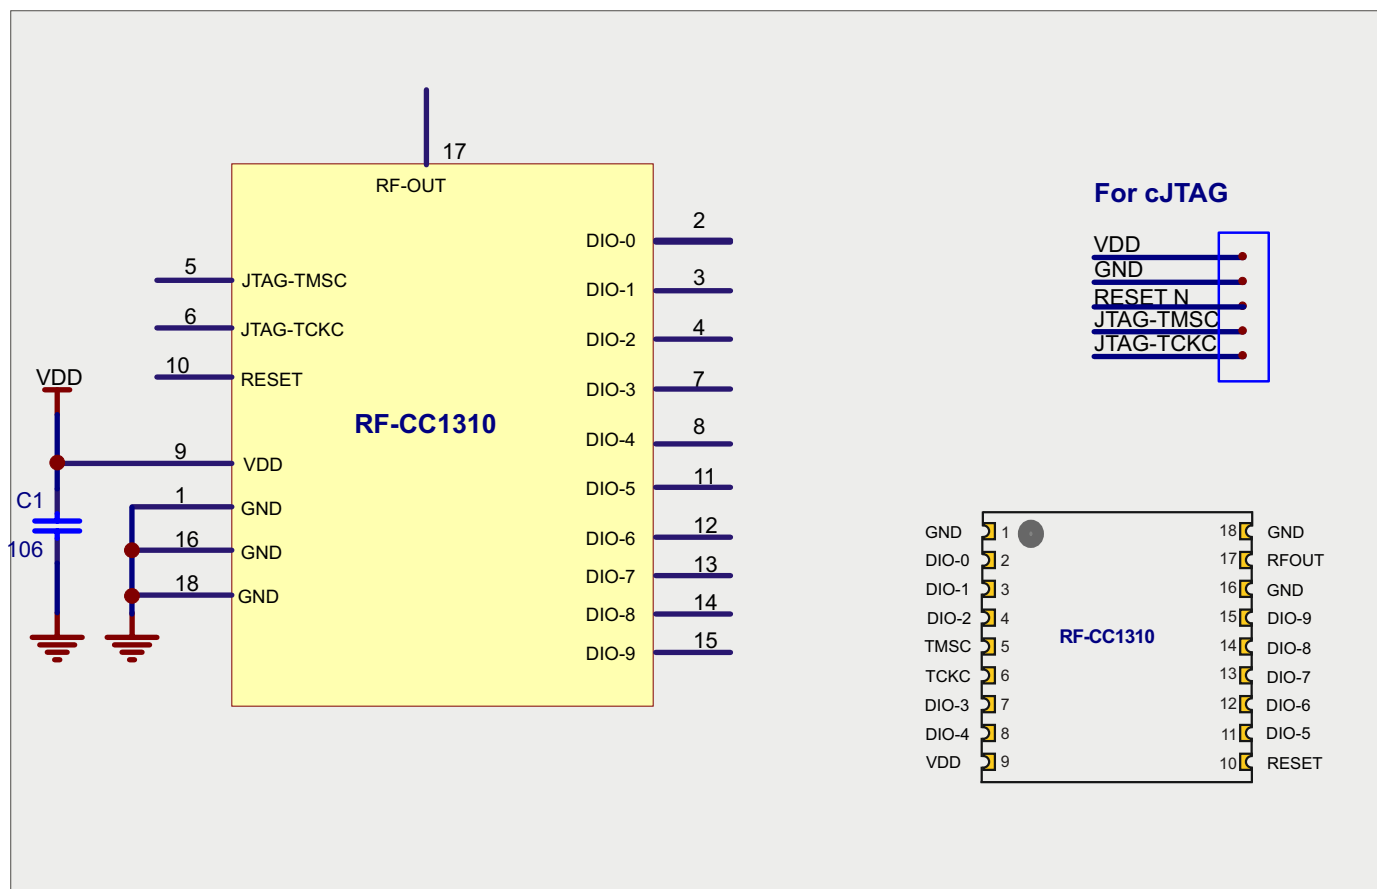 17
RF-OUT
5
JTAG-TMSC
6
JTAG-TCKC
10
RESET
VDD
RF-CC1310
9
VDD
C1
106
1
GND
16
GND
18
GND
DIO-0
2
DIO-1
3
DIO-2
4
DIO-3
7
DIO-4
8
DIO-5
11
DIO-6
12
DIO-7
13
DIO-8
14
DIO-9
15
For cJTAG
VDD
GND
RESET N
JTAG-TMSC
JTAG-TCKC
GND 1
DIO-0 2
DIO-1 3
DIO-2 4
TMSC 5
TCKC 6
DIO-3 7
DIO-4 8
VDD 9
RF-CC1310
18 GND
17 RFOUT
16 GND
15 DIO-9
14 DIO-8
13 DIO-7
12 DIO-6
11 DIO-5
10 RESET